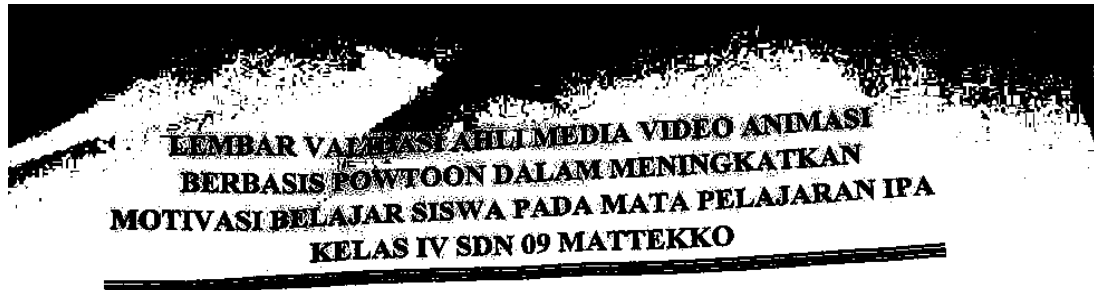 LEMBAR VALIDASI AHLI MEDIA VIDEO ANIMASI
BERBASIS POWTOON DALAM MENINGKATKAN
MOTIVASI BELAJAR SISWA PADA MATA PELAJARAN IPA
KELAS IV SDN 09 MATTEKKO